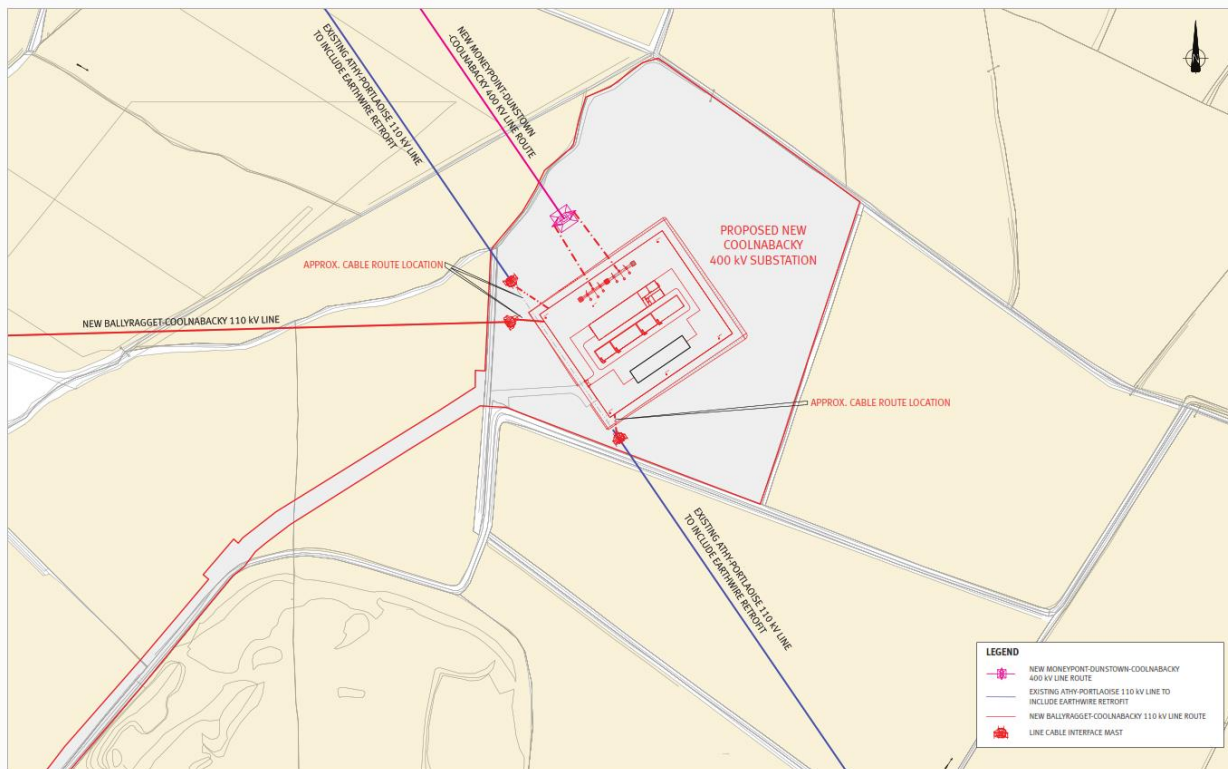 EXISTING ATHY-PORTLAOISE 110 kV LINE
TO INCLUDE EARTHWIRE RETROFIT
NEW MONEYPOINT-DUNSTOWN
-COOLNABACKY 400 KV LINE ROUTE
PROPOSED NEW
COOLNABACKY
400 kV SUBSTATION
APPROX. CABLE ROUTE LOCATION
NEW BALLYRAGGET-COOLNABACKY 110 kV LINE
APPROX. CABLE ROUTE LOCATION
EXISTING ATHY-PORTLAOISE 110 kV LINE
TO INCLUDE EARTHWIRE RETROFIT
LEGEND
NEW MONEYPONT-DUNSTOWN-COOLNABACKY
400 kV LINE ROUTE
EXISTING ATHY-PORTLAOISE 110 kV LINE TO
INCLUDE EARTHWIRE RETROFIT
NEW BALLYRAGGET-COOLNABACKY 110 kV LINE ROUTE
LINE CABLE INTERFACE MAST